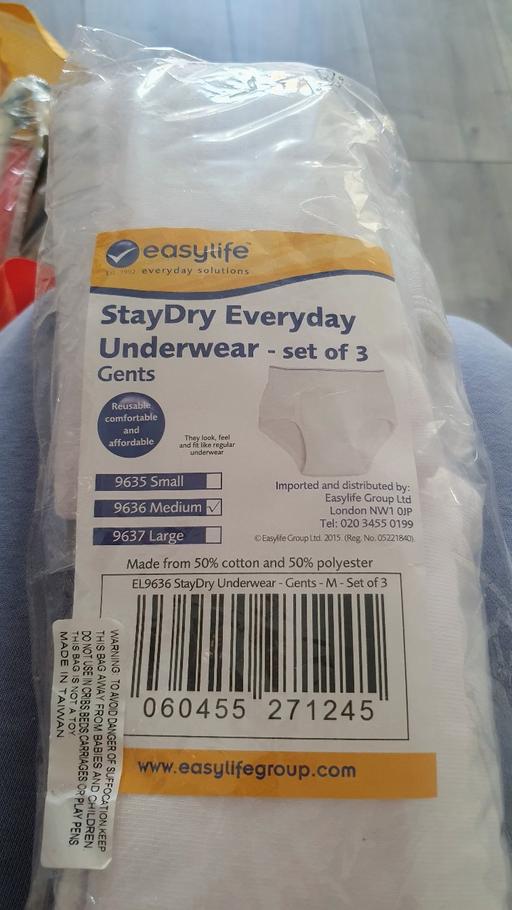 easylife
EST. 1992 everyday solutions
StayDry Everyday
Underwear - set of 3
Gents
Reusable
comfortable
and
affordable
They look, feel
and fit like regular
underwear
9635 Small
9636 Medium ✓
9637 Large
Imported and distributed by:
Easylife Group Ltd
London NW1 0JP
Tel: 020 3455 0199
© Easylife Group Ltd. 2015. (Reg. No. 05221840)
Made from 50% cotton and 50% polyester
EL9636 StayDry Underwear - Gents - M - Set of 3
060455 271245
www.easylifegroup.com
WARNING TO AVOID DANGER OF SUFFOCATION KEEP
THIS BAG AWAY FROM BABIES AND CHILDREN
DO NOT USE IN CRIBS BEDS CARRIAGES OR PLAY PENS
THIS BAG IS NOT A TOY
MADE IN TAIWAN